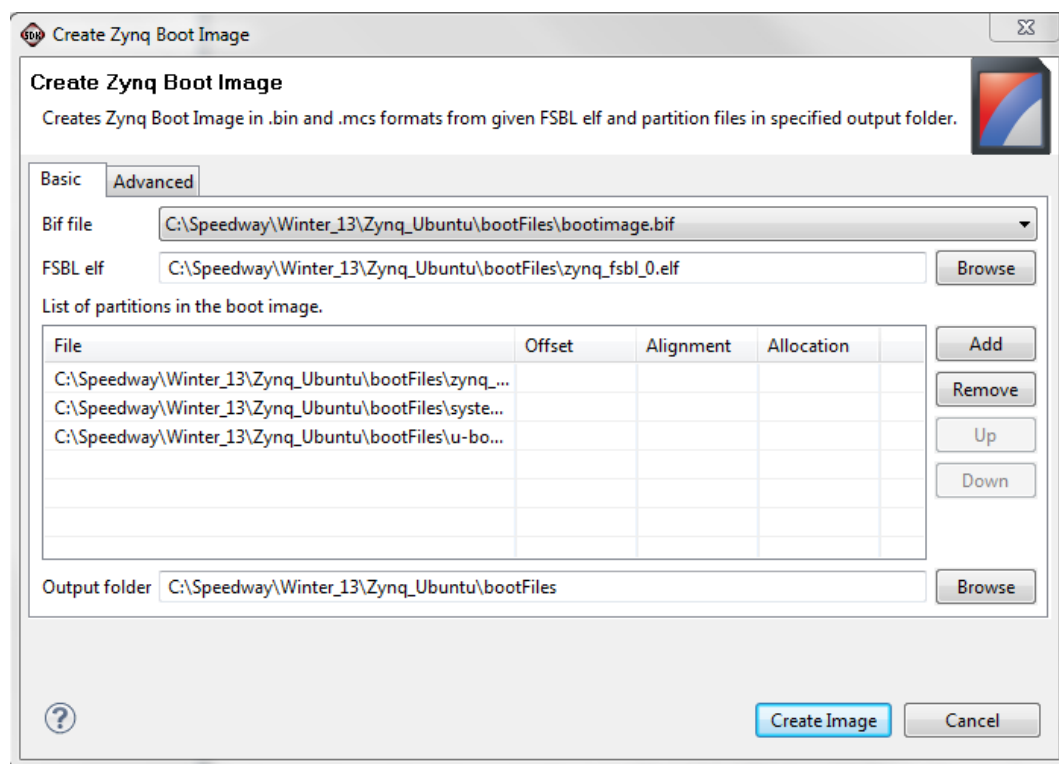 SDK Create Zynq Boot Image
Create Zynq Boot Image
Creates Zynq Boot Image in .bin and .mcs formats from given FSBL elf and partition files in specified output folder.
Basic Advanced
Bif file C:\Speedway\Winter_13\Zynq_Ubuntu\bootFiles\bootimage.bif
FSBL elf C:\Speedway\Winter_13\Zynq_Ubuntu\bootFiles\zynq_fsbl_0.elf Browse
List of partitions in the boot image.
File Offset Alignment Allocation Add
C:\Speedway\Winter_13\Zynq_Ubuntu\bootFiles\zynq_...
Remove
C:\Speedway\Winter_13\Zynq_Ubuntu\bootFiles\syste...
C:\Speedway\Winter_13\Zynq_Ubuntu\bootFiles\u-bo... Up
Down
Output folder C:\Speedway\Winter_13\Zynq_Ubuntu\bootFiles Browse
? Create Image Cancel